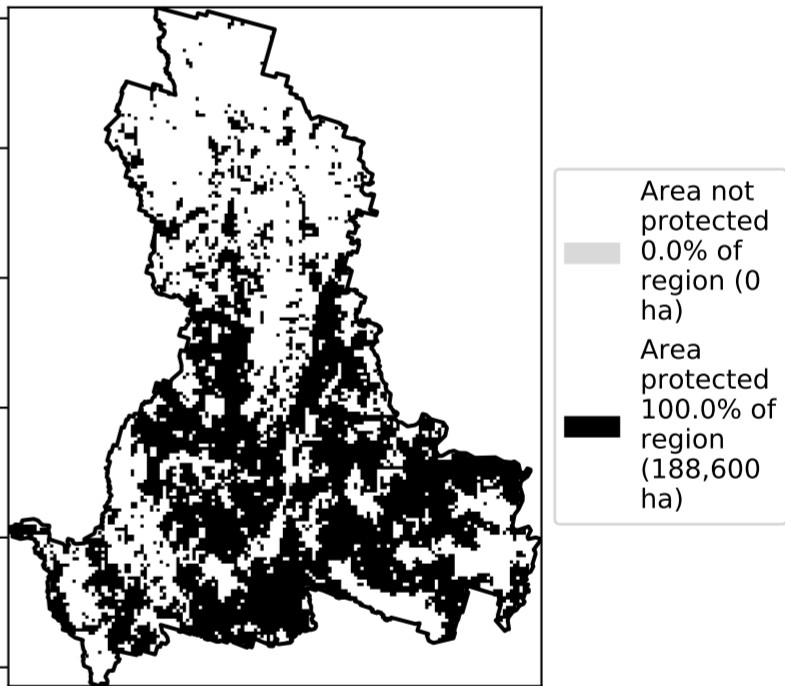 Area not
protected
0.0% of
region (0
ha)
Area
protected
100.0% of
region
(188,600
ha)